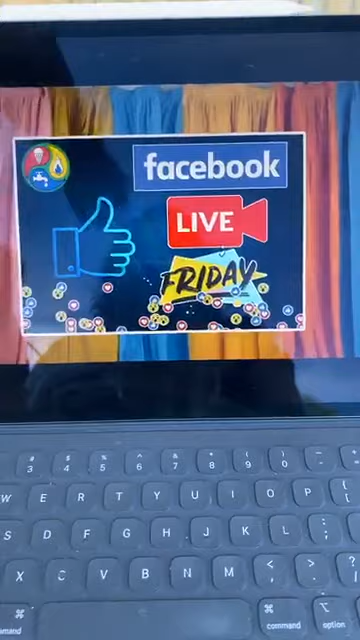 facebook
LIVE
FRIDAY
# $ % ^ & * ( ) _ +
3 4 5 6 7 8 9 0 - =
W E R T Y U I O P {
[
S D F G H J K L : ;
X C V B N M < , > . ? /
⌘ ⌘ ⌥
command option